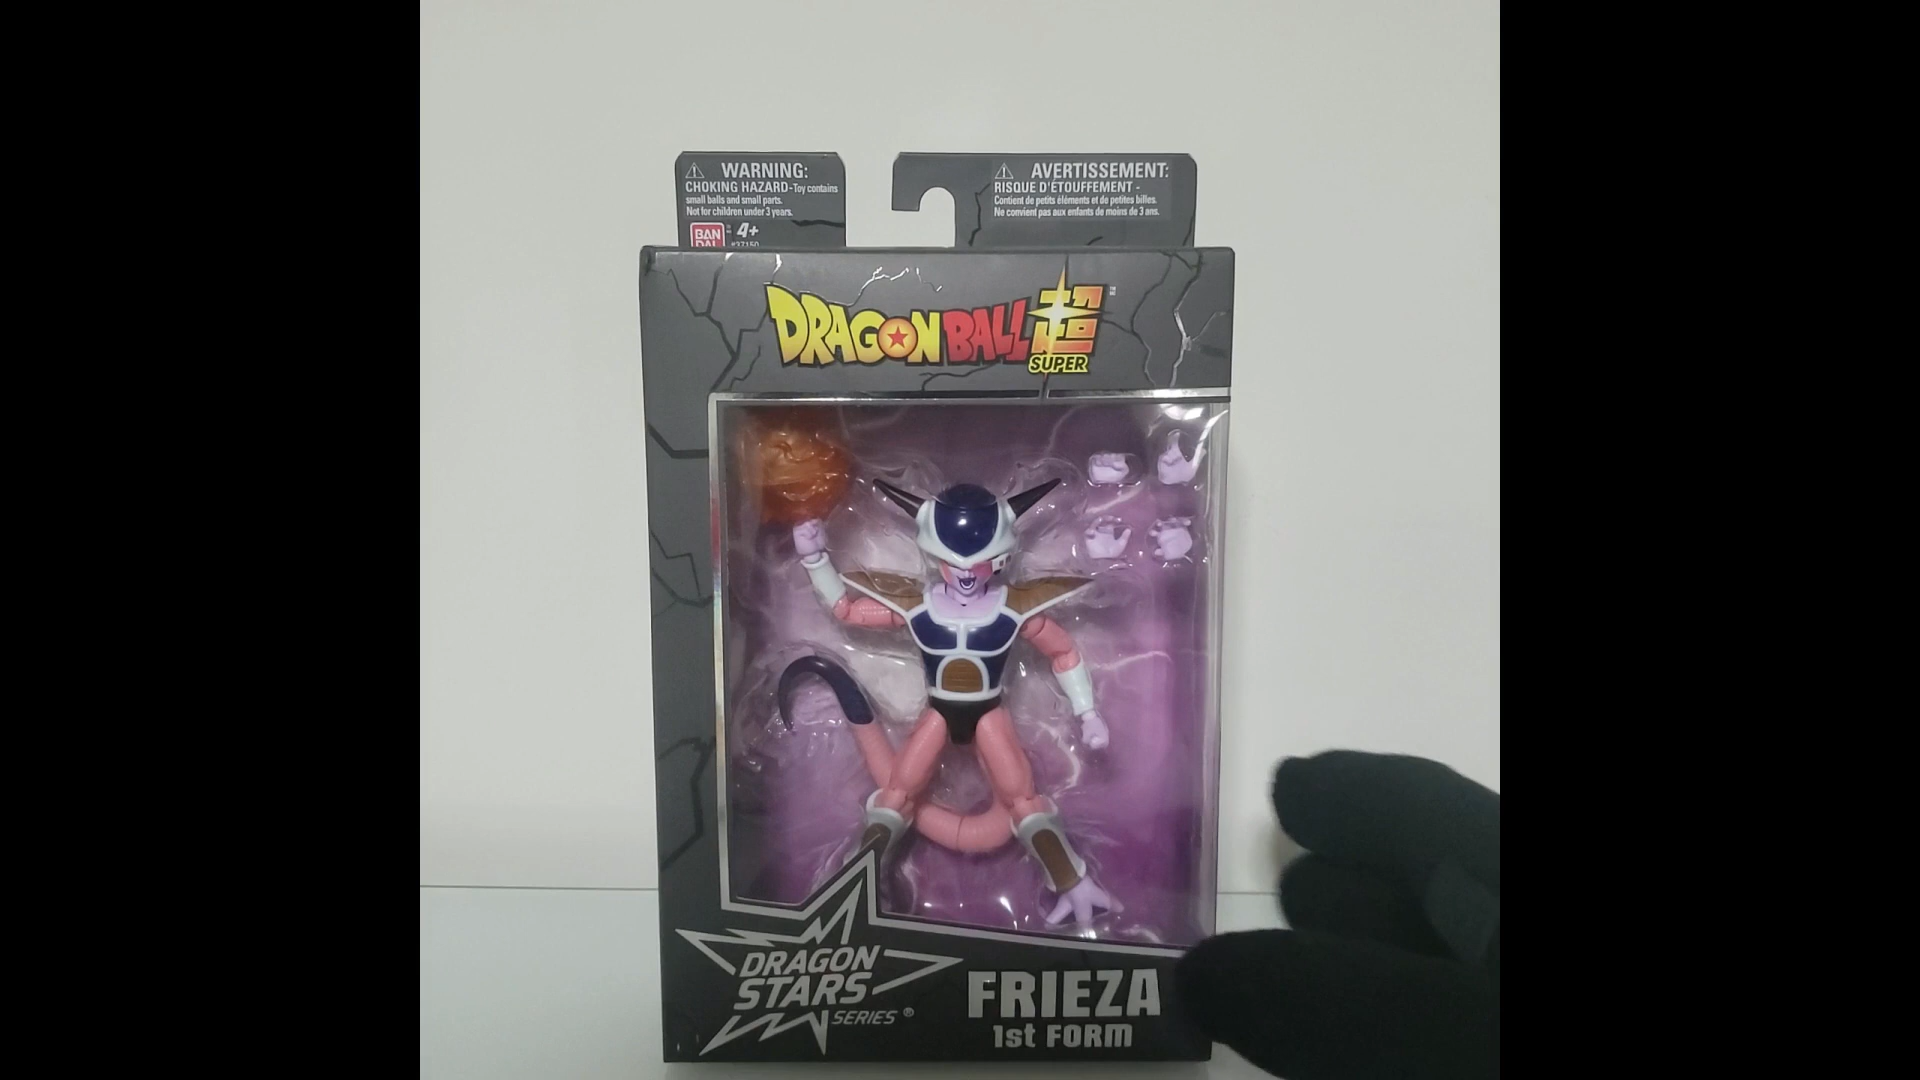 WARNING:
CHOKING HAZARD-Toy contains
small balls and small parts.
Not for children under 3 years.
BAN
DAI
4+
#37150
AVERTISSEMENT:
RISQUE D'ÉTOUFFEMENT -
Contient de petits éléments et de petites billes.
Ne convient pas aux enfants de moins de 3 ans.
DRAGON BALL 超 TM
SUPER
DRAGON
STARS
SERIES ®
FRIEZA
1st FORM